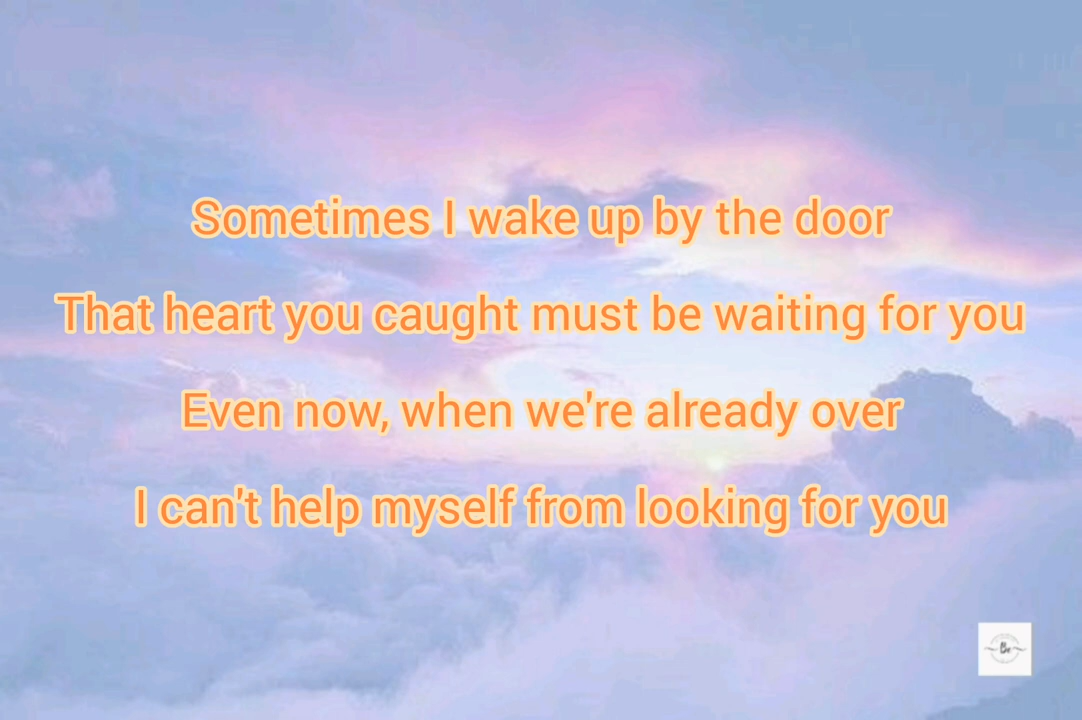 Sometimes I wake up by the door
That heart you caught must be waiting for you
Even now, when we're already over
I can't help myself from looking for you